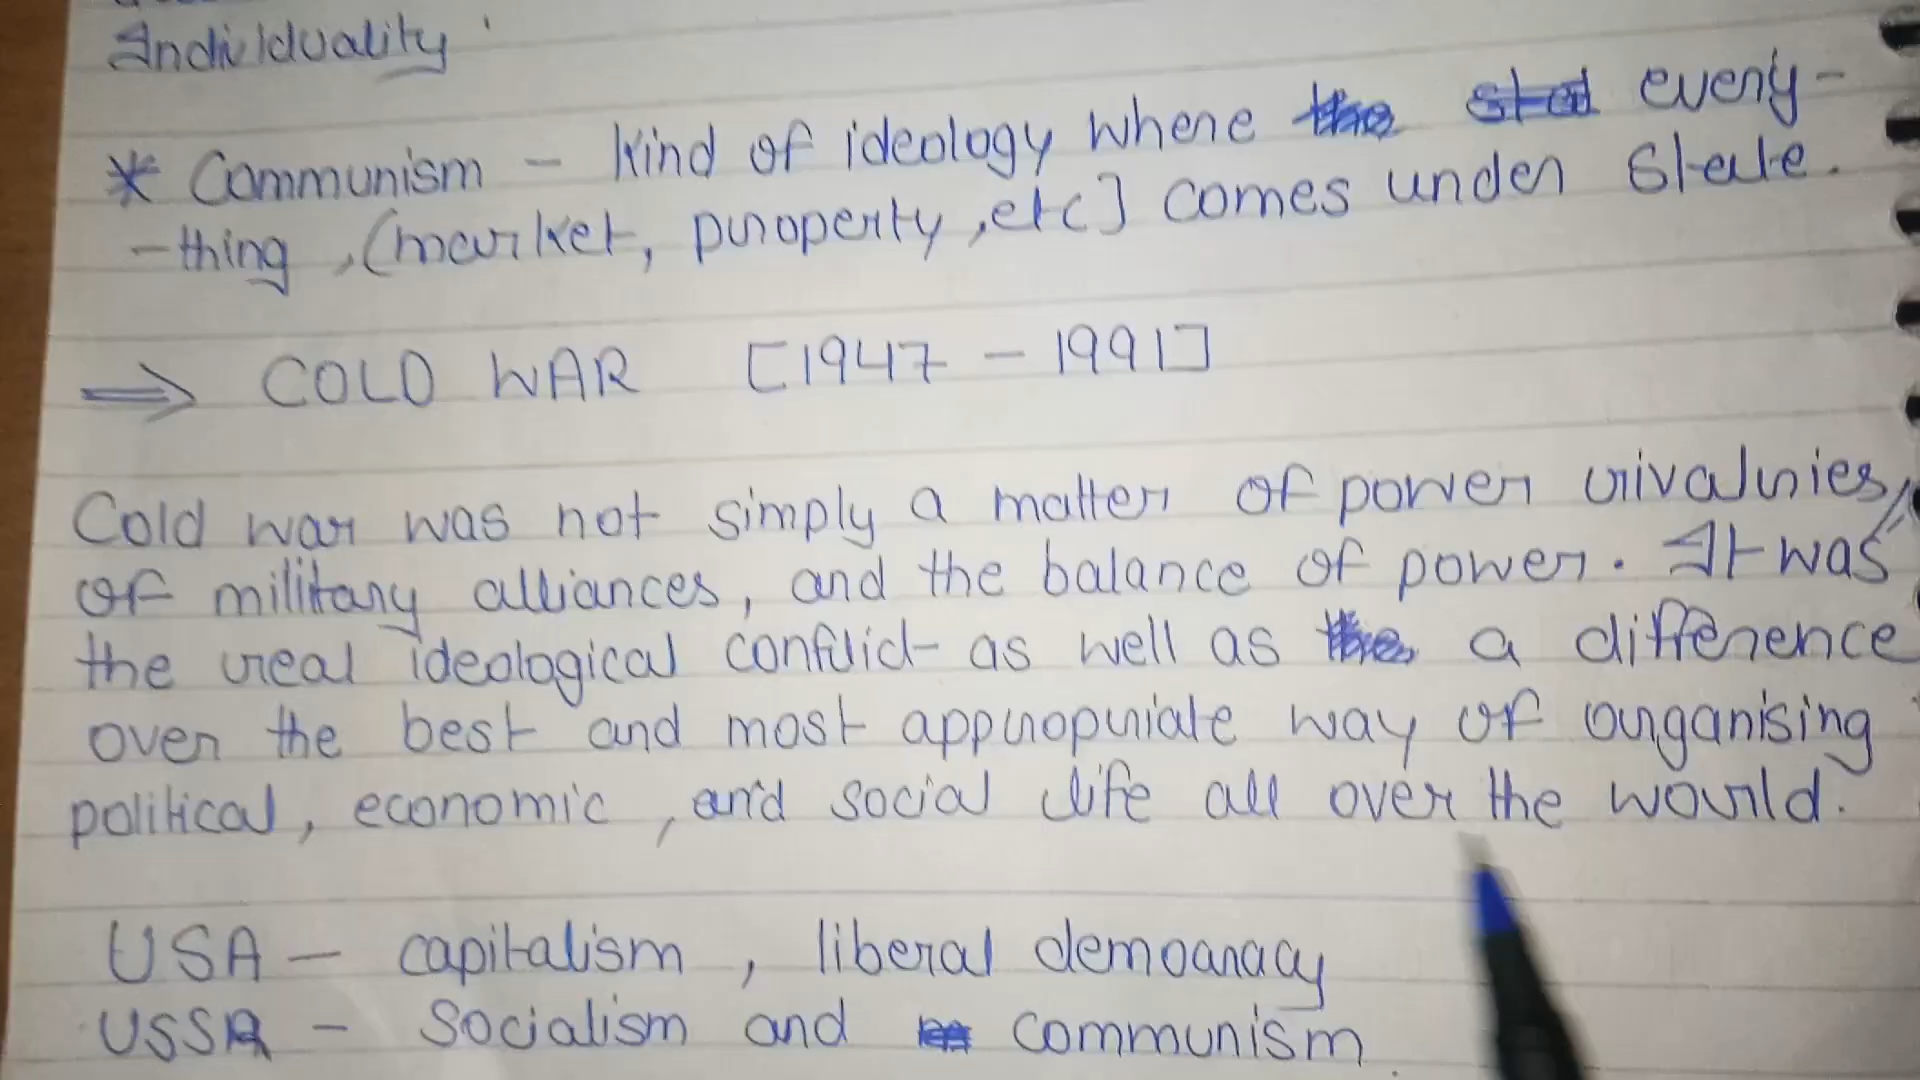 Individuality
* Communism - kind of ideology where every-
-thing, (market, property, etc] comes under state.
⇒ COLD WAR [1947 - 1991]
Cold war was not simply a matter of power rivalries,
of military alliances, and the balance of power. It was
the real ideological conflict as well as a difference
over the best and most appropriate way of organising
political, economic, and social life all over the world.
USA - capitalism, liberal democracy
USSR - Socialism and communism